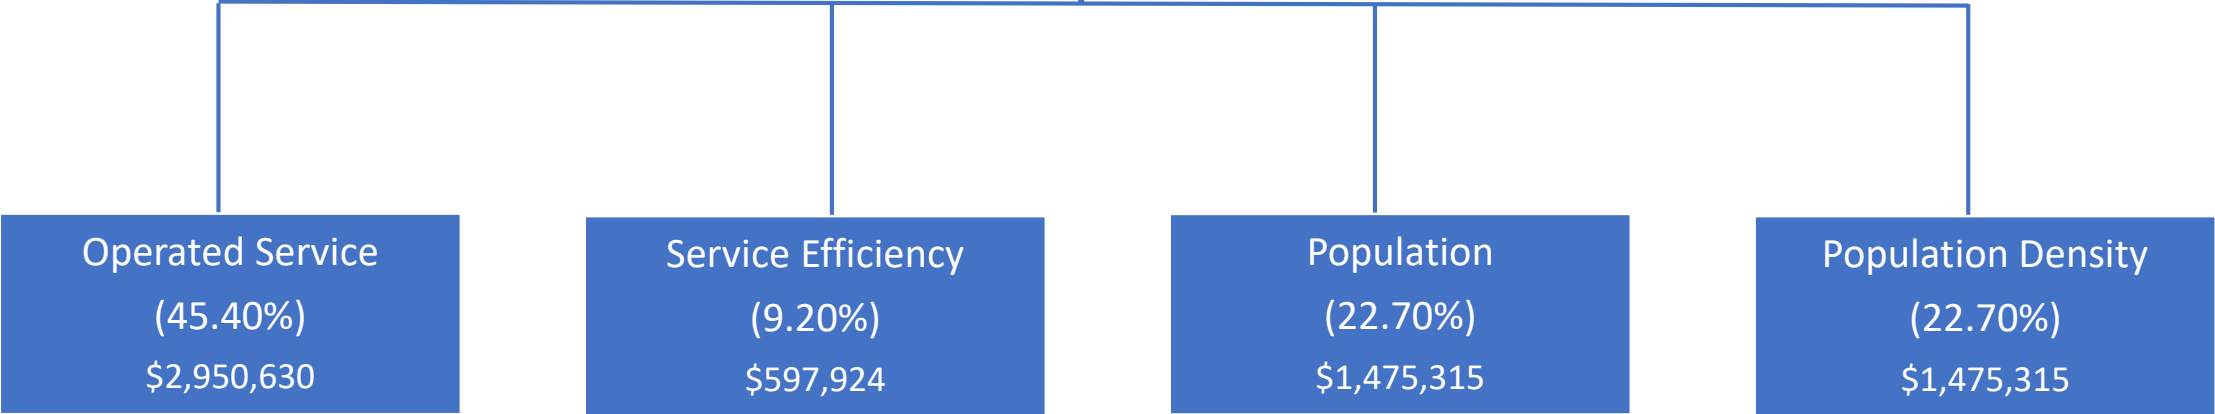 Operated Service
(45.40%)
$2,950,630
Service Efficiency
(9.20%)
$597,924
Population
(22.70%)
$1,475,315
Population Density
(22.70%)
$1,475,315